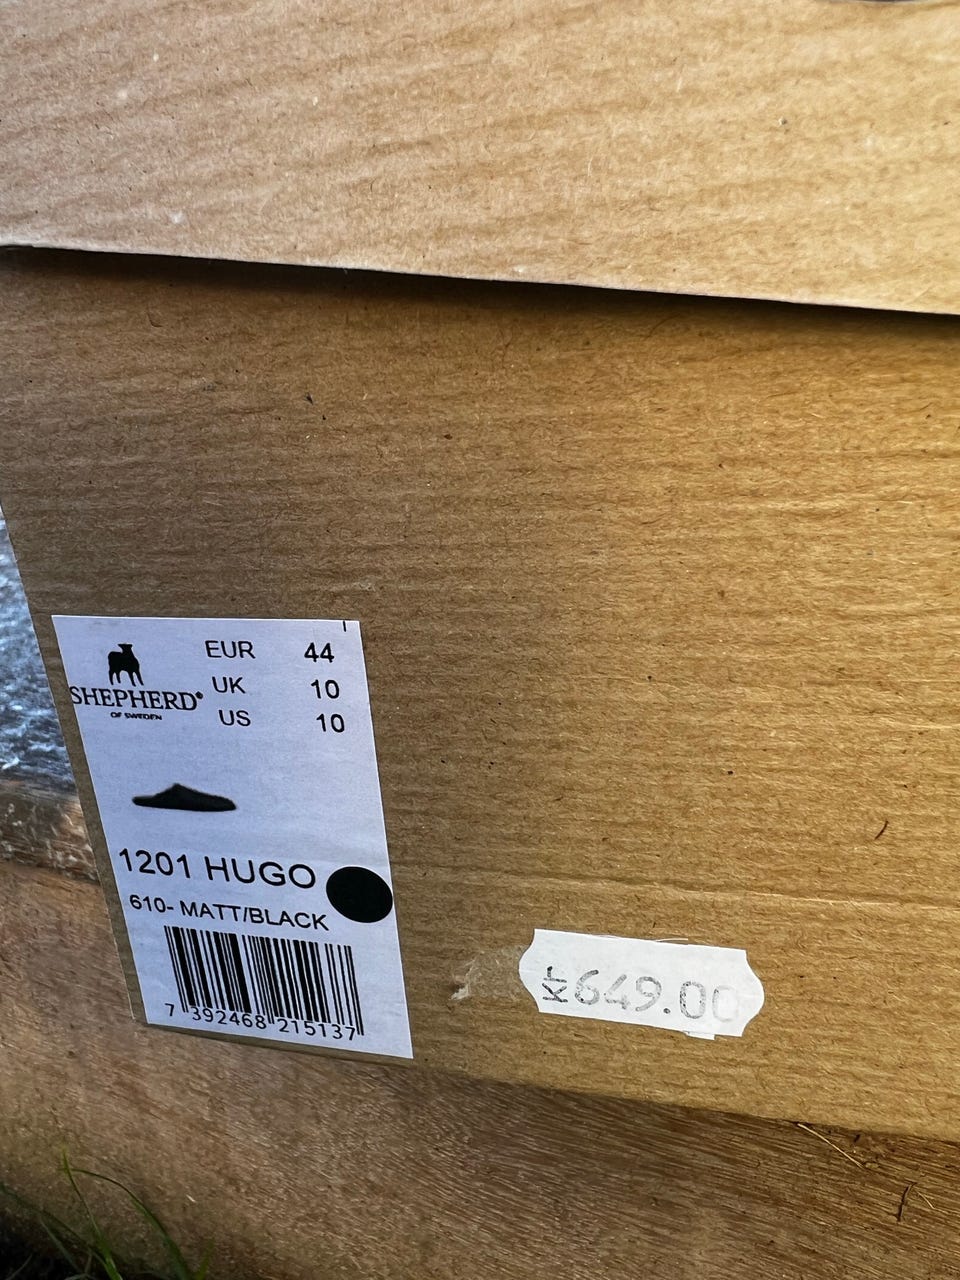 SHEPHERD®
OF SWEDEN
EUR 44
UK 10
US 10
1201 HUGO
610- MATT/BLACK
7 392468 215137
Kr 649.00